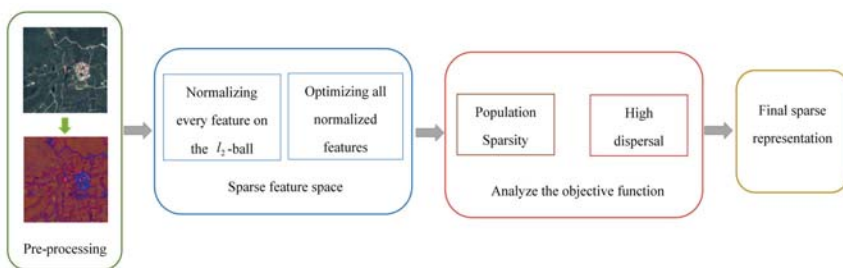 Pre-processing
Normalizing
every feature on
the l₂-ball
Optimizing all
normalized
features
Sparse feature space
Population
Sparsity
High
dispersal
Analyze the objective function
Final sparse
representation